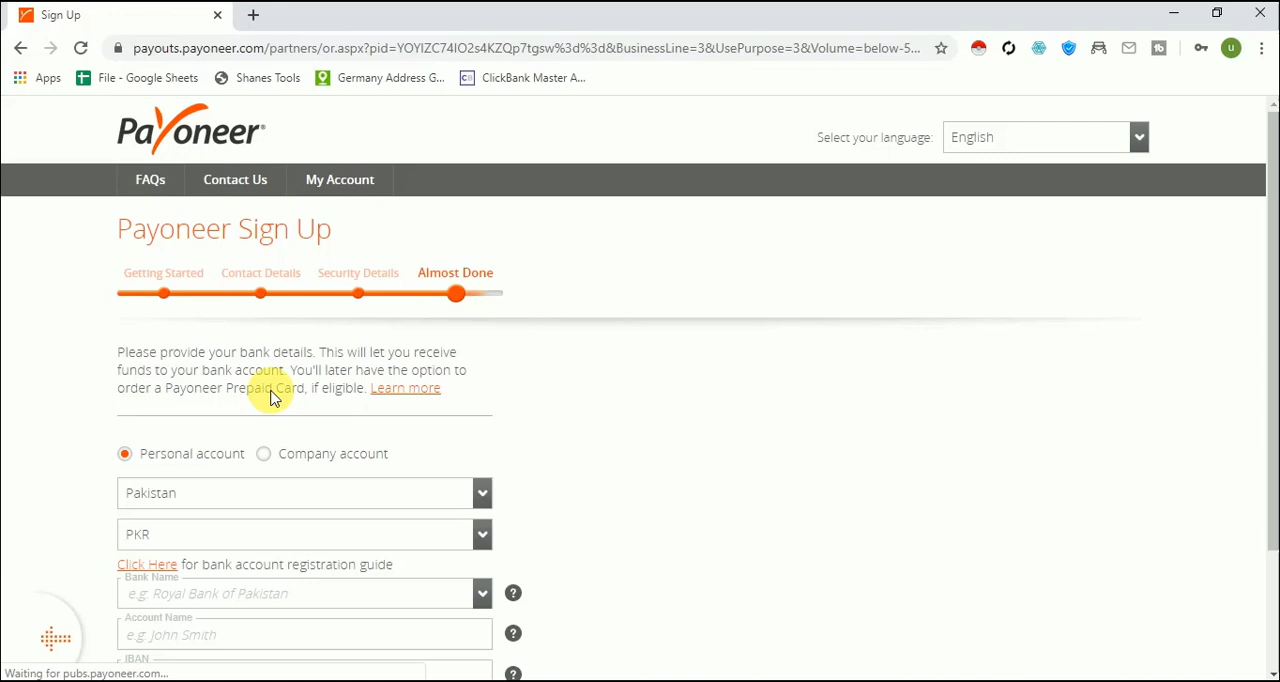 Sign Up
payouts.payoneer.com/partners/or.aspx?pid=YOYIZC74IO2s4KZQp7tgsw%3d%3d&BusinessLine=3&UsePurpose=3&Volume=below-5...
Apps
File - Google Sheets
Shanes Tools
Germany Address G...
CB
ClickBank Master A...
Payoneer
Select your language:
English
FAQs
Contact Us
My Account
Payoneer Sign Up
Getting Started
Contact Details
Security Details
Almost Done
Please provide your bank details. This will let you receive
funds to your bank account. You'll later have the option to
order a Payoneer Prepaid Card, if eligible. Learn more
Personal account
Company account
Pakistan
PKR
Click Here for bank account registration guide
Bank Name
e.g. Royal Bank of Pakistan
Account Name
e.g. John Smith
IBAN
Waiting for pubs.payoneer.com...